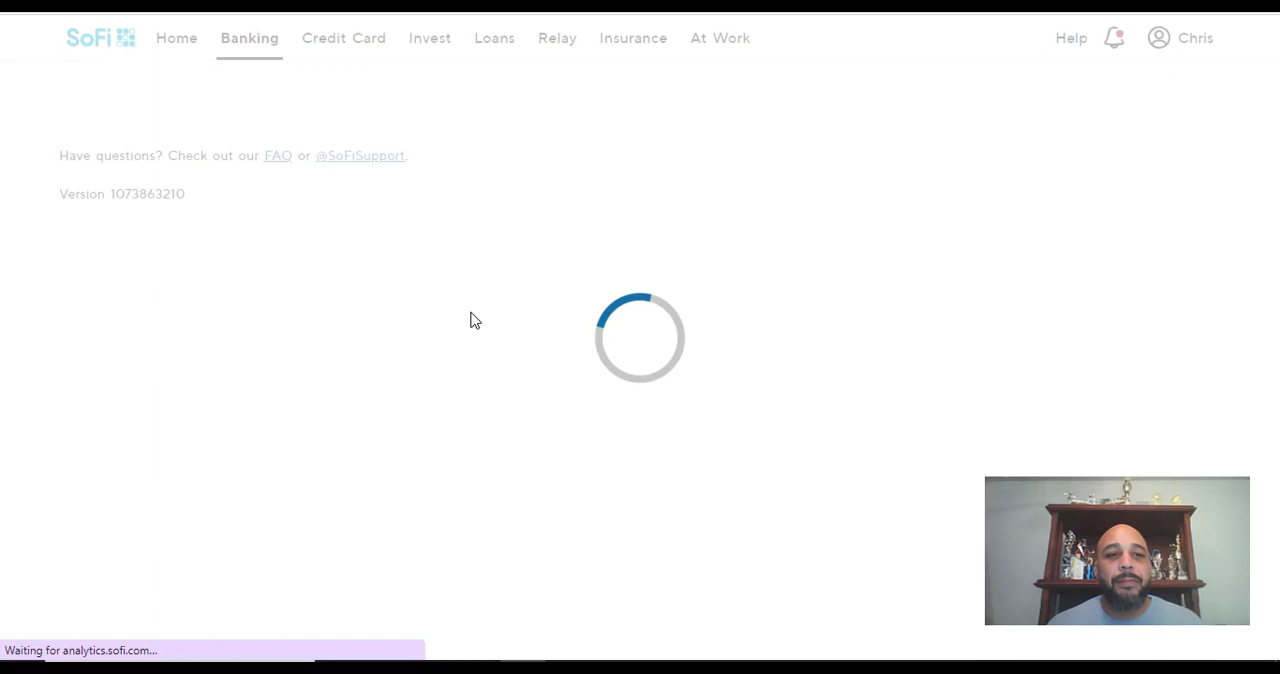 SoFi Home Banking Credit Card Invest Loans Relay Insurance At Work Help Chris
Have questions? Check out our FAQ or @SoFiSupport.
Version 1073863210
Waiting for analytics.sofi.com...